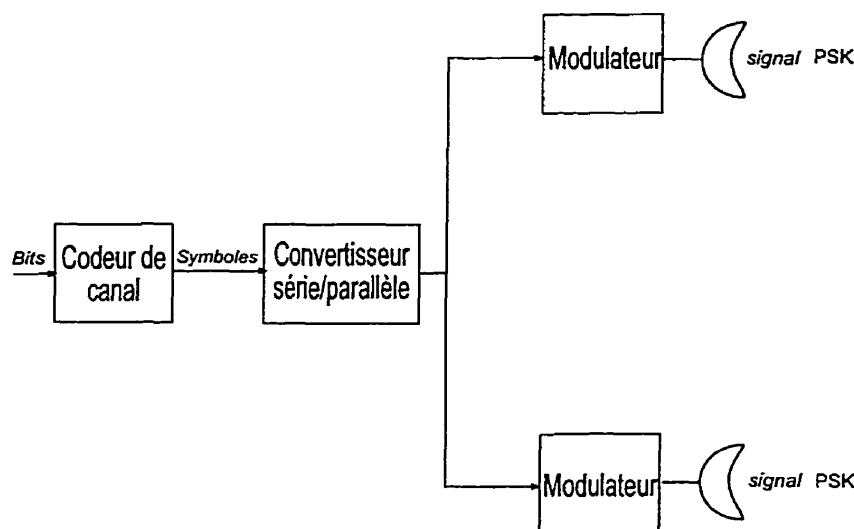 Modulateur
signal PSK
Bits
Codeur de
canal
Symboles
Convertisseur
série/parallèle
Modulateur
signal PSK